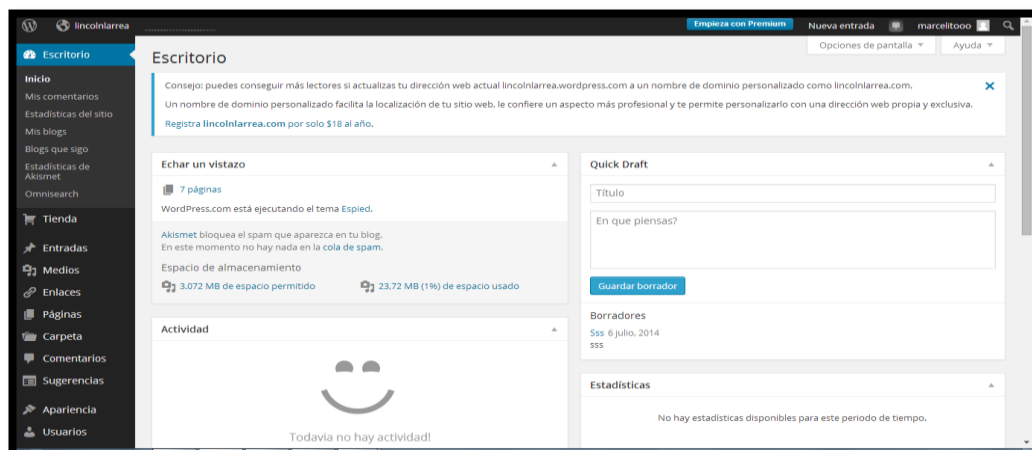 lincolnlarrea
Empieza con Premium
Nueva entrada
marcelitooo
Opciones de pantalla
Ayuda
Escritorio
Inicio
Mis comentarios
Estadísticas del sitio
Mis blogs
Blogs que sigo
Estadísticas de
Akismet
Omnisearch
Tienda
Entradas
Medios
Enlaces
Páginas
Carpeta
Comentarios
Sugerencias
Apariencia
Usuarios
Escritorio
Consejo: puedes conseguir más lectores si actualizas tu dirección web actual lincolnlarrea.wordpress.com a un nombre de dominio personalizado como lincolnlarrea.com.
Un nombre de dominio personalizado facilita la localización de tu sitio web, le confiere un aspecto más profesional y te permite personalizarlo con una dirección web propia y exclusiva.
Registra lincolnlarrea.com por solo $18 al año.
Echar un vistazo
7 páginas
WordPress.com está ejecutando el tema Espied.
Akismet bloquea el spam que aparezca en tu blog.
En este momento no hay nada en la cola de spam.
Espacio de almacenamiento
3.072 MB de espacio permitido
23,72 MB (1%) de espacio usado
Actividad
Todavia no hay actividad!
Quick Draft
Título
En que piensas?
Guardar borrador
Borradores
Sss 6 julio, 2014
sss
Estadísticas
No hay estadísticas disponibles para este periodo de tiempo.